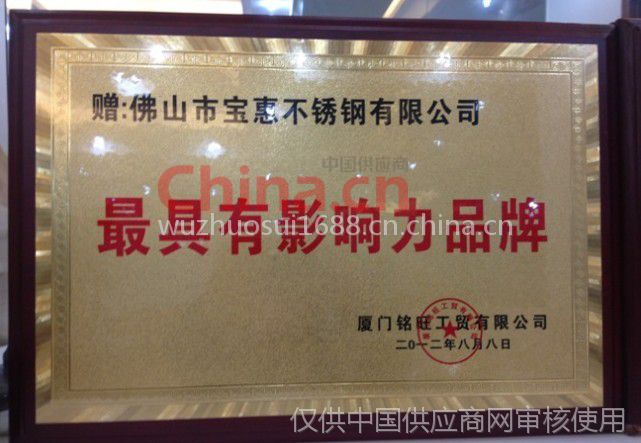 赠:佛山市宝惠不锈钢有限公司
中国供应商
China.cn
wuzhuosui1688.cn.china.cn
最具有影响力品牌
厦门铭旺工贸有限公司
二〇一二年八月八日
仅供中国供应商网审核使用